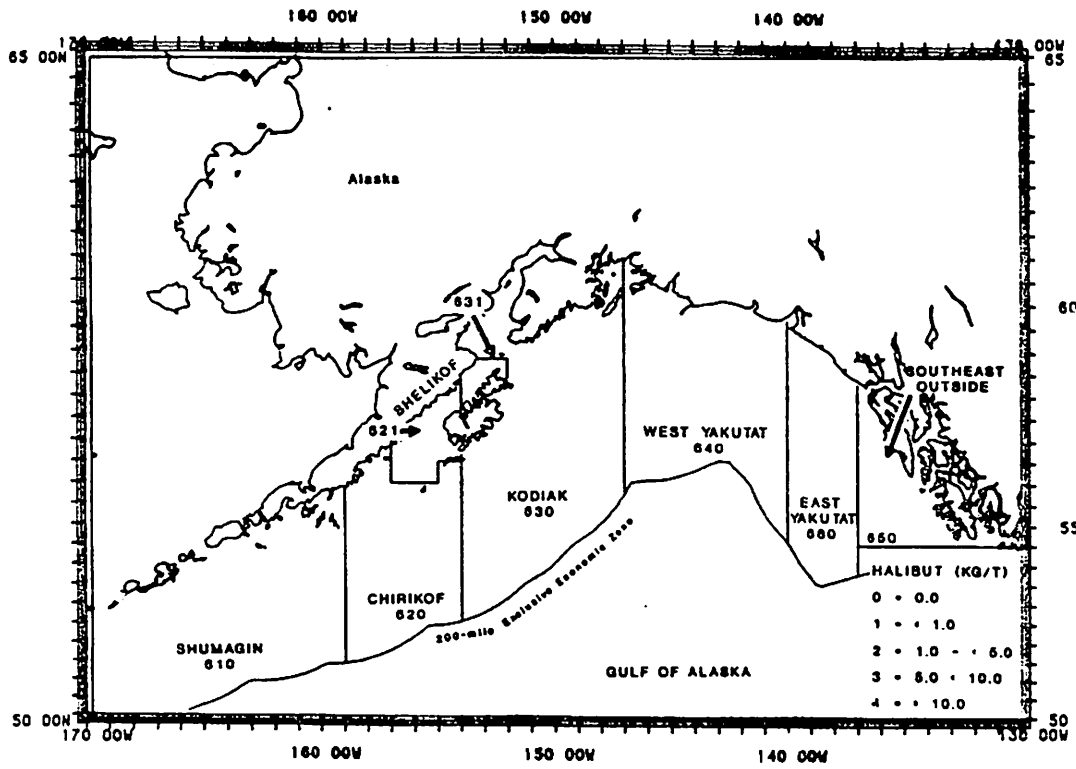 160 00W 150 00W 140 00W
65 00N 65
Alaska
631
60
SHELIKOF
SOUTHEAST
OUTSIDE
621
WEST YAKUTAT
640
KODIAK
630
EAST
YAKUTAT
680
650
55
HALIBUT (KG/T)
0 = 0.0
1 = < 1.0
CHIRIKOF
620
200-mile Exclusive Economic Zone
2 = 1.0 - < 5.0
SHUMAGIN
610
GULF OF ALASKA
3 = 5.0 < 10.0
4 = 10.0
50 00N 50
170 00W 160 00W 150 00W 140 00W 130 00W